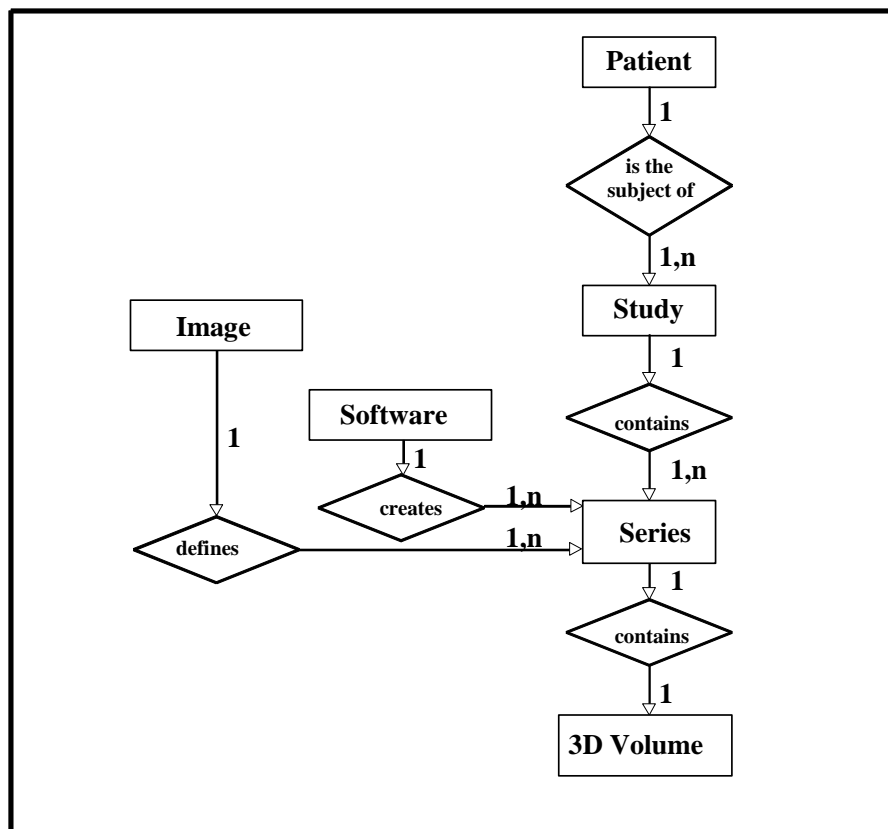 Patient
1
is the
subject of
1,n
Study
1
contains
1,n
Image
1
defines
1,n
Software
1
creates
1,n
Series
1
contains
1
3D Volume